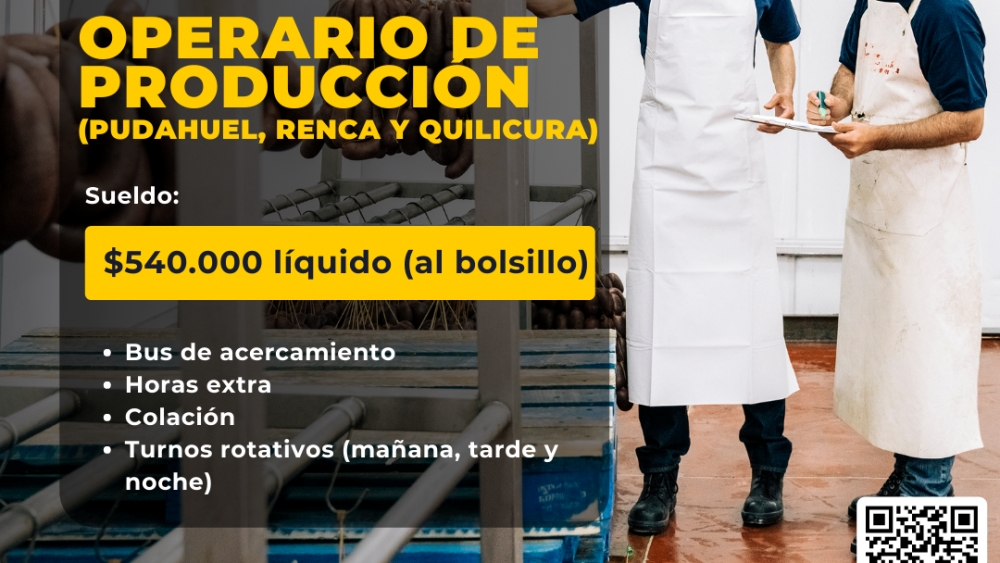 OPERARIO DE
PRODUCCIÓN
(PUDAHUEL, RENCA Y QUILICURA)
Sueldo:
$540.000 líquido (al bolsillo)
• Bus de acercamiento
• Horas extra
• Colación
• Turnos rotativos (mañana, tarde y
noche)